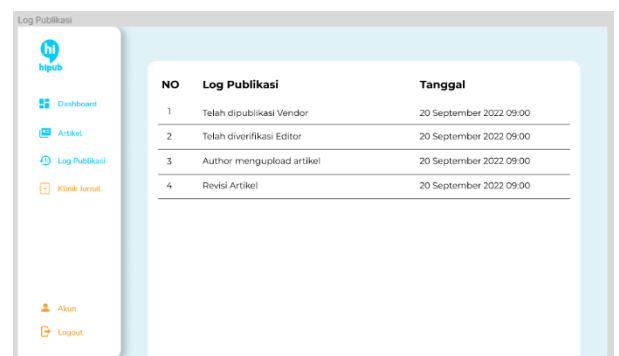 Log Publikasi
hi
hipub
Dashboard
Artikel
Log Publikasi
Klinik Jurnal
Akun
Logout
NO Log Publikasi Tanggal
1 Telah dipublikasi Vendor 20 September 2022 09:00
2 Telah diverifikasi Editor 20 September 2022 09:00
3 Author mengupload artikel 20 September 2022 09:00
4 Revisi Artikel 20 September 2022 09:00